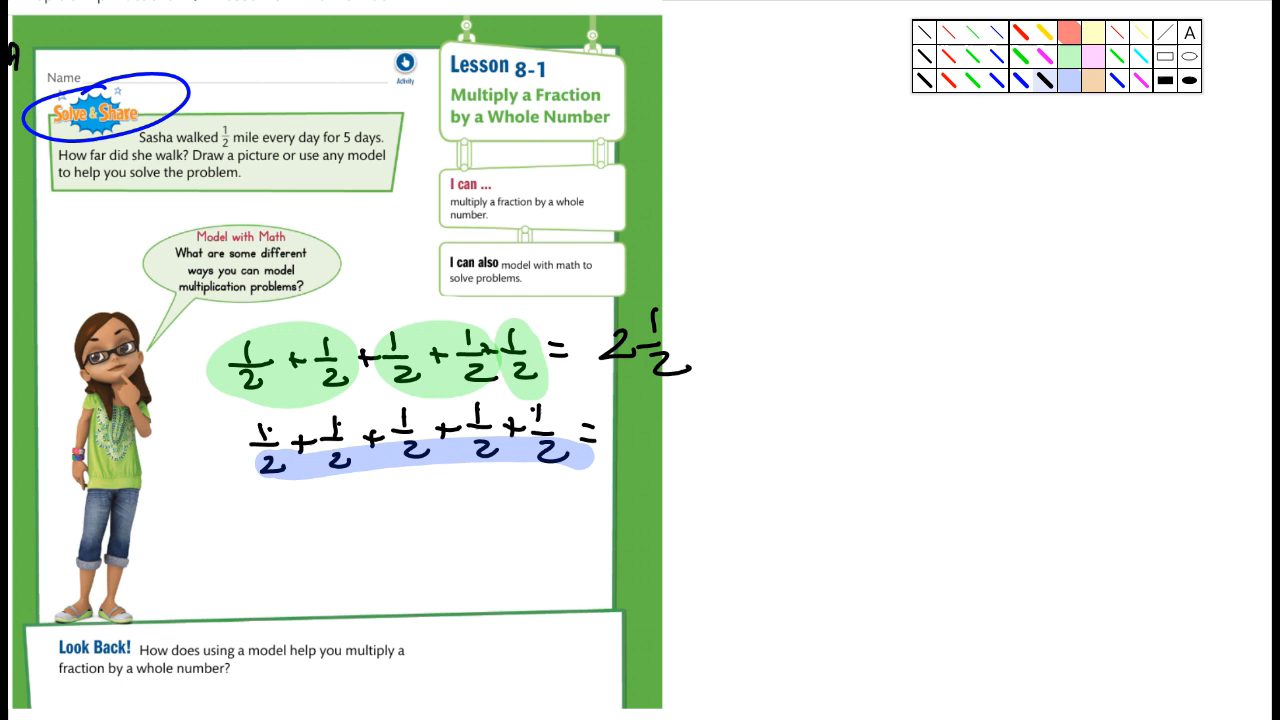 Name
Activity
Solve & Share
Sasha walked 1/2 mile every day for 5 days.
How far did she walk? Draw a picture or use any model
to help you solve the problem.
Lesson 8-1
Multiply a Fraction
by a Whole Number
I can ...
multiply a fraction by a whole
number.
I can also model with math to
solve problems.
Model with Math
What are some different
ways you can model
multiplication problems?
1/2 + 1/2 + 1/2 + 1/2 + 1/2 = 2 1/2
1/2 + 1/2 + 1/2 + 1/2 + 1/2 =
Look Back! How does using a model help you multiply a
fraction by a whole number?
A